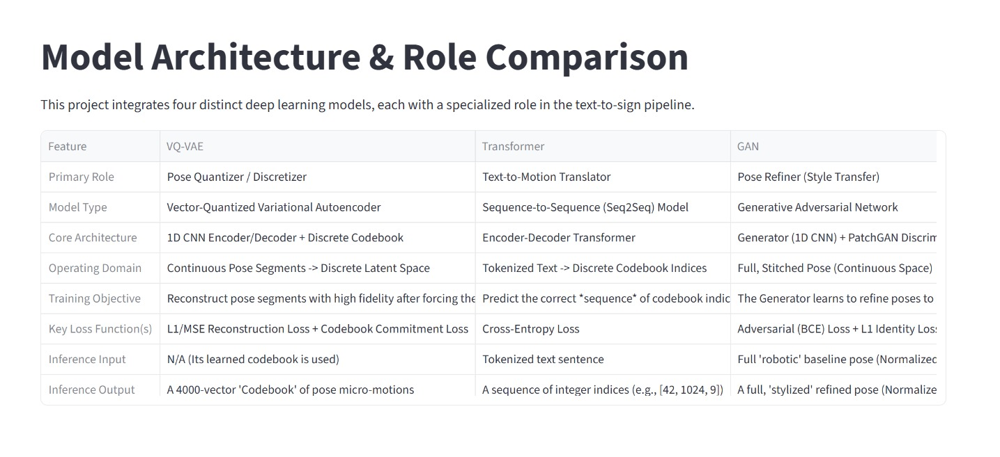 Model Architecture & Role Comparison
This project integrates four distinct deep learning models, each with a specialized role in the text-to-sign pipeline.
Feature VQ-VAE Transformer GAN
Primary Role Pose Quantizer / Discretizer Text-to-Motion Translator Pose Refiner (Style Transfer)
Model Type Vector-Quantized Variational Autoencoder Sequence-to-Sequence (Seq2Seq) Model Generative Adversarial Network
Core Architecture 1D CNN Encoder/Decoder + Discrete Codebook Encoder-Decoder Transformer Generator (1D CNN) + PatchGAN Discrim
Operating Domain Continuous Pose Segments -> Discrete Latent Space Tokenized Text -> Discrete Codebook Indices Full, Stitched Pose (Continuous Space)
Training Objective Reconstruct pose segments with high fidelity after forcing the Predict the correct *sequence* of codebook indic The Generator learns to refine poses to
Key Loss Function(s) L1/MSE Reconstruction Loss + Codebook Commitment Loss Cross-Entropy Loss Adversarial (BCE) Loss + L1 Identity Loss
Inference Input N/A (Its learned codebook is used) Tokenized text sentence Full 'robotic' baseline pose (Normalized
Inference Output A 4000-vector 'Codebook' of pose micro-motions A sequence of integer indices (e.g., [42, 1024, 9]) A full, 'stylized' refined pose (Normalize